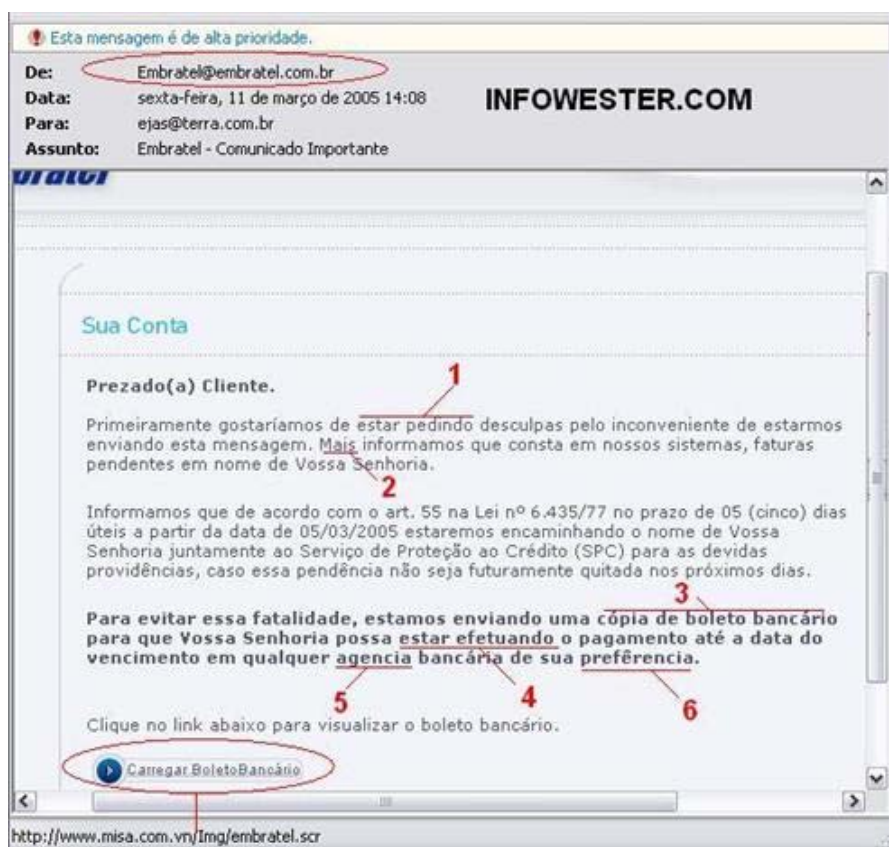 Esta mensagem é de alta prioridade.
De: Embratel@embratel.com.br
Data: sexta-feira, 11 de março de 2005 14:08
INFOWESTER.COM
Para: ejas@terra.com.br
Assunto: Embratel - Comunicado Importante
Sua Conta
1
Prezado(a) Cliente.
Primeiramente gostaríamos de estar pedindo desculpas pelo inconveniente de estarmos
enviando esta mensagem. Mais informamos que consta em nossos sistemas, faturas
pendentes em nome de Vossa Senhoria.
2
Informamos que de acordo com o art. 55 na Lei nº 6.435/77 no prazo de 05 (cinco) dias
úteis a partir da data de 05/03/2005 estaremos encaminhando o nome de Vossa
Senhoria juntamente ao Serviço de Proteção ao Crédito (SPC) para as devidas
providências, caso essa pendência não seja futuramente quitada nos próximos dias.
3
Para evitar essa fatalidade, estamos enviando uma cópia de boleto bancário
para que Vossa Senhoria possa estar efetuando o pagamento até a data do
vencimento em qualquer agencia bancária de sua prefêrencia.
5 4 6
Clique no link abaixo para visualizar o boleto bancário.
Carregar BoletoBancário
http://www.misa.com.vn/Img/embratel.scr